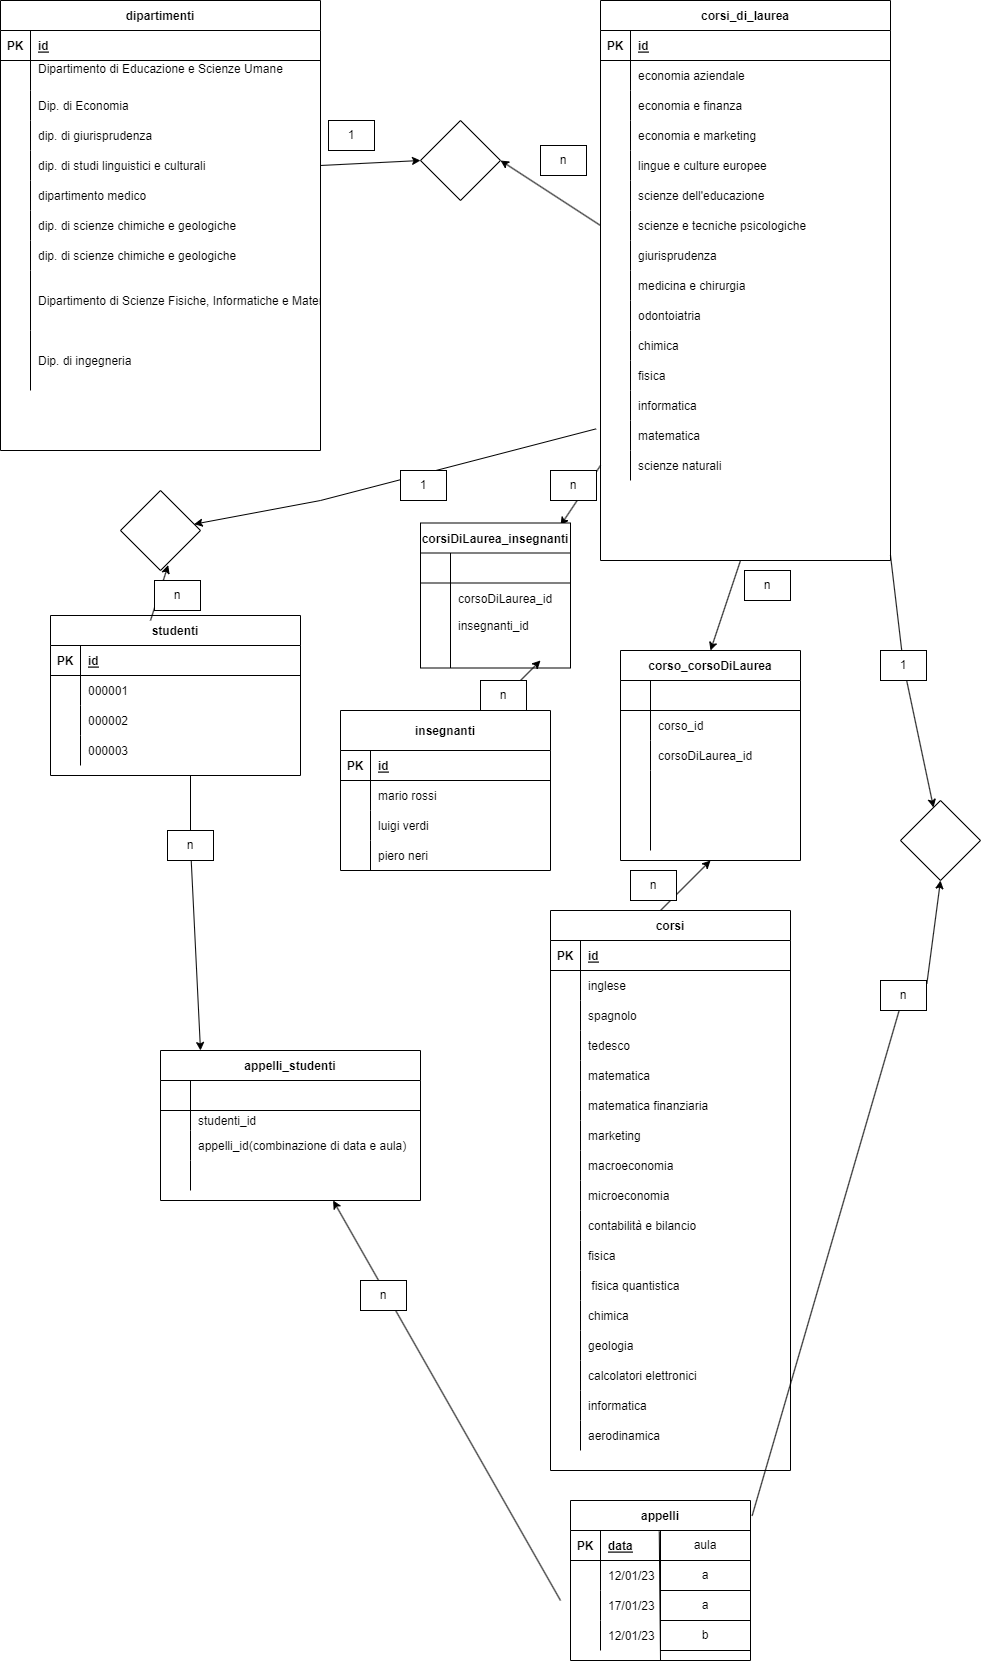 dipartimenti
PK id
Dipartimento di Educazione e Scienze Umane
Dip. di Economia
dip. di giurisprudenza
dip. di studi linguistici e culturali
dipartimento medico
dip. di scienze chimiche e geologiche
dip. di scienze chimiche e geologiche
Dipartimento di Scienze Fisiche, Informatiche e Mate
Dip. di ingegneria
1
n
corsi_di_laurea
PK id
economia aziendale
economia e finanza
economia e marketing
lingue e culture europee
scienze dell'educazione
scienze e tecniche psicologiche
giurisprudenza
medicina e chirurgia
odontoiatria
chimica
fisica
informatica
matematica
scienze naturali
1
n
n
n
1
studenti
PK id
000001
000002
000003
n
corsiDiLaurea_insegnanti
corsoDiLaurea_id
insegnanti_id
n
insegnanti
PK id
mario rossi
luigi verdi
piero neri
corso_corsoDiLaurea
corso_id
corsoDiLaurea_id
n
corsi
PK id
inglese
spagnolo
tedesco
matematica
matematica finanziaria
marketing
macroeconomia
microeconomia
contabilità e bilancio
fisica
fisica quantistica
chimica
geologia
calcolatori elettronici
informatica
aerodinamica
n
appelli_studenti
studenti_id
appelli_id(combinazione di data e aula)
n
appelli
PK data aula
12/01/23 a
17/01/23 a
12/01/23 b